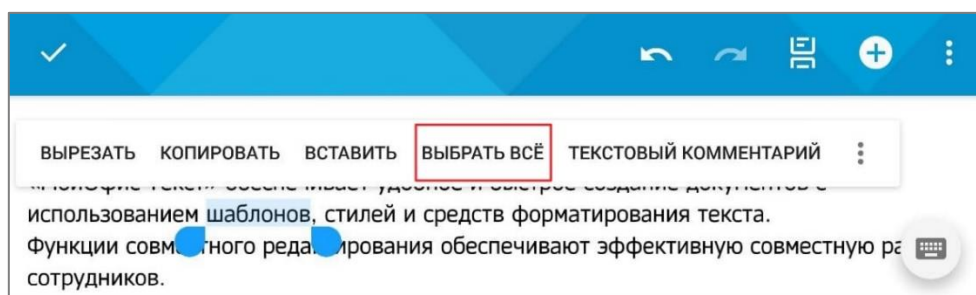 ВЫРЕЗАТЬ КОПИРОВАТЬ ВСТАВИТЬ ВЫБРАТЬ ВСЁ ТЕКСТОВЫЙ КОММЕНТАРИЙ
использованием шаблонов, стилей и средств форматирования текста.
Функции обеспечивают эффективную совместную
сотрудников.